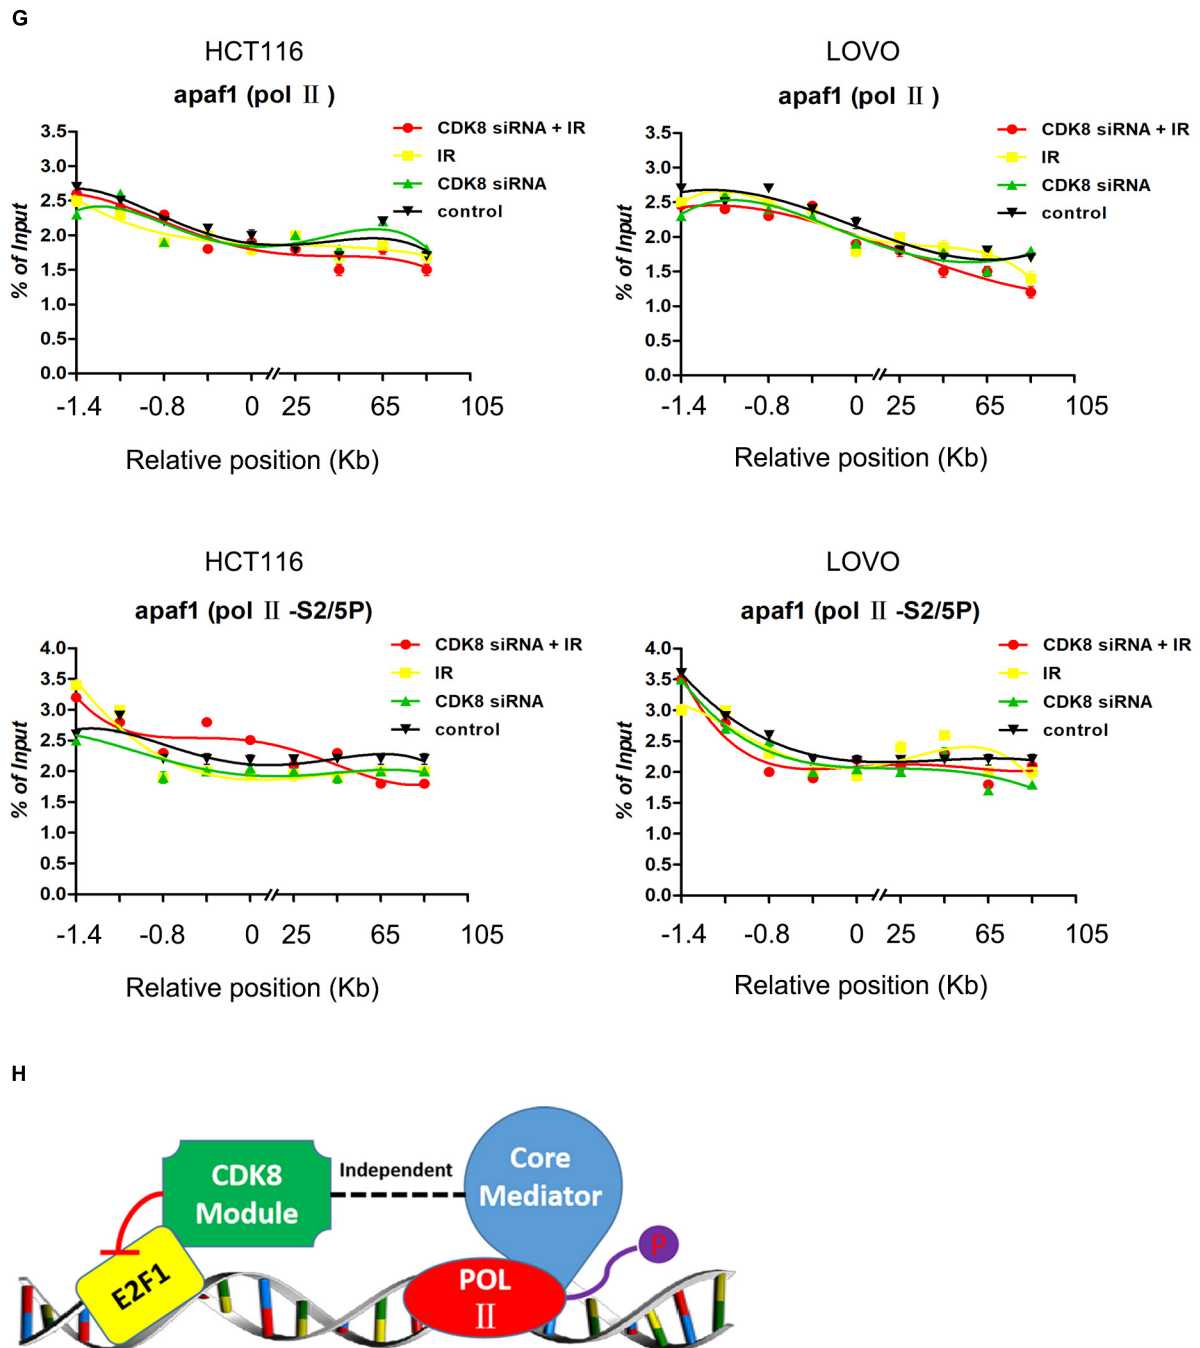 G
HCT116
apaf1 (pol Ⅱ )
CDK8 siRNA + IR
IR
CDK8 siRNA
control
3.5
3.0
2.5
2.0
1.5
1.0
0.5
0.0
% of Input
-1.4 -0.8 0 25 65 105
Relative position (Kb)
LOVO
apaf1 (pol Ⅱ )
CDK8 siRNA + IR
IR
CDK8 siRNA
control
3.5
3.0
2.5
2.0
1.5
1.0
0.5
0.0
% of Input
-1.4 -0.8 0 25 65 105
Relative position (Kb)
HCT116
apaf1 (pol Ⅱ -S2/5P)
CDK8 siRNA + IR
IR
CDK8 siRNA
control
4.0
3.5
3.0
2.5
2.0
1.5
1.0
0.5
0.0
% of Input
-1.4 -0.8 0 25 65 105
Relative position (Kb)
LOVO
apaf1 (pol Ⅱ -S2/5P)
CDK8 siRNA + IR
IR
CDK8 siRNA
control
4.0
3.5
3.0
2.5
2.0
1.5
1.0
0.5
0.0
% of Input
-1.4 -0.8 0 25 65 105
Relative position (Kb)
H
CDK8
Module
Independent
Core
Mediator
E2F1
POL
Ⅱ
P